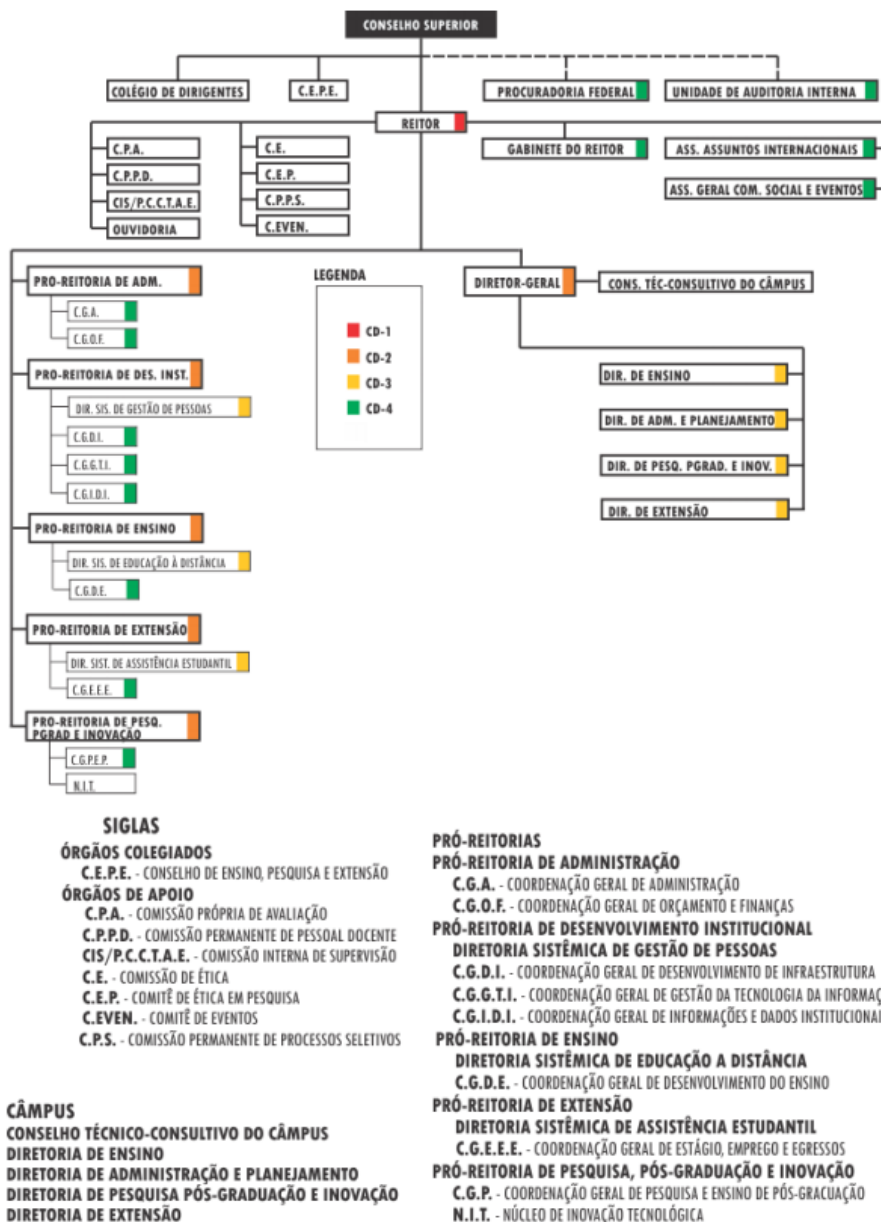 CONSELHO SUPERIOR
COLÉGIO DE DIRIGENTES
C.E.P.E.
PROCURADORIA FEDERAL
UNIDADE DE AUDITORIA INTERNA
REITOR
C.P.A.
C.P.P.D.
CIS/P.C.C.T.A.E.
OUVIDORIA
C.E.
C.E.P.
C.P.P.S.
C.EVEN.
GABINETE DO REITOR
ASS. ASSUNTOS INTERNACIONAIS
ASS. GERAL COM. SOCIAL E EVENTOS
PRO-REITORIA DE ADM.
C.G.A.
C.G.O.F.
PRO-REITORIA DE DES. INST.
DIR. SIS. DE GESTÃO DE PESSOAS
C.G.D.I.
C.G.G.T.I.
C.G.I.D.I.
PRO-REITORIA DE ENSINO
DIR. SIS. DE EDUCAÇÃO À DISTÂNCIA
C.G.D.E.
PRO-REITORIA DE EXTENSÃO
DIR. SIST. DE ASSISTÊNCIA ESTUDANTIL
C.G.E.E.E.
PRO-REITORIA DE PESQ.
PGRAD E INOVAÇÃO
C.G.P.E.P.
N.I.T.
LEGENDA
CD-1
CD-2
CD-3
CD-4
DIRETOR-GERAL
CONS. TÉC-CONSULTIVO DO CÂMPUS
DIR. DE ENSINO
DIR. DE ADM. E PLANEJAMENTO
DIR. DE PESQ. PGRAD. E INOV.
DIR. DE EXTENSÃO
SIGLAS
ÓRGÃOS COLEGIADOS
C.E.P.E. - CONSELHO DE ENSINO, PESQUISA E EXTENSÃO
ÓRGÃOS DE APOIO
C.P.A. - COMISSÃO PRÓPRIA DE AVALIAÇÃO
C.P.P.D. - COMISSÃO PERMANENTE DE PESSOAL DOCENTE
CIS/P.C.C.T.A.E. - COMISSÃO INTERNA DE SUPERVISÃO
C.E. - COMISSÃO DE ÉTICA
C.E.P. - COMITÊ DE ÉTICA EM PESQUISA
C.EVEN. - COMITÊ DE EVENTOS
C.P.S. - COMISSÃO PERMANENTE DE PROCESSOS SELETIVOS
CÂMPUS
CONSELHO TÉCNICO-CONSULTIVO DO CÂMPUS
DIRETORIA DE ENSINO
DIRETORIA DE ADMINISTRAÇÃO E PLANEJAMENTO
DIRETORIA DE PESQUISA PÓS-GRADUAÇÃO E INOVAÇÃO
DIRETORIA DE EXTENSÃO
PRÓ-REITORIAS
PRÓ-REITORIA DE ADMINISTRAÇÃO
C.G.A. - COORDENAÇÃO GERAL DE ADMINISTRAÇÃO
C.G.O.F. - COORDENAÇÃO GERAL DE ORÇAMENTO E FINANÇAS
PRÓ-REITORIA DE DESENVOLVIMENTO INSTITUCIONAL
DIRETORIA SISTÊMICA DE GESTÃO DE PESSOAS
C.G.D.I. - COORDENAÇÃO GERAL DE DESENVOLVIMENTO DE INFRAESTRUTURA
C.G.G.T.I. - COORDENAÇÃO GERAL DE GESTÃO DA TECNOLOGIA DA INFORMAÇ
C.G.I.D.I. - COORDENAÇÃO GERAL DE INFORMAÇÕES E DADOS INSTITUCIONAI
PRÓ-REITORIA DE ENSINO
DIRETORIA SISTÊMICA DE EDUCAÇÃO A DISTÂNCIA
C.G.D.E. - COORDENAÇÃO GERAL DE DESENVOLVIMENTO DO ENSINO
PRÓ-REITORIA DE EXTENSÃO
DIRETORIA SISTÊMICA DE ASSISTÊNCIA ESTUDANTIL
C.G.E.E.E. - COORDENAÇÃO GERAL DE ESTÁGIO, EMPREGO E EGRESSOS
PRÓ-REITORIA DE PESQUISA, PÓS-GRADUAÇÃO E INOVAÇÃO
C.G.P. - COORDENAÇÃO GERAL DE PESQUISA E ENSINO DE PÓS-GRACUAÇÃO
N.I.T. - NÚCLEO DE INOVAÇÃO TECNOLÓGICA